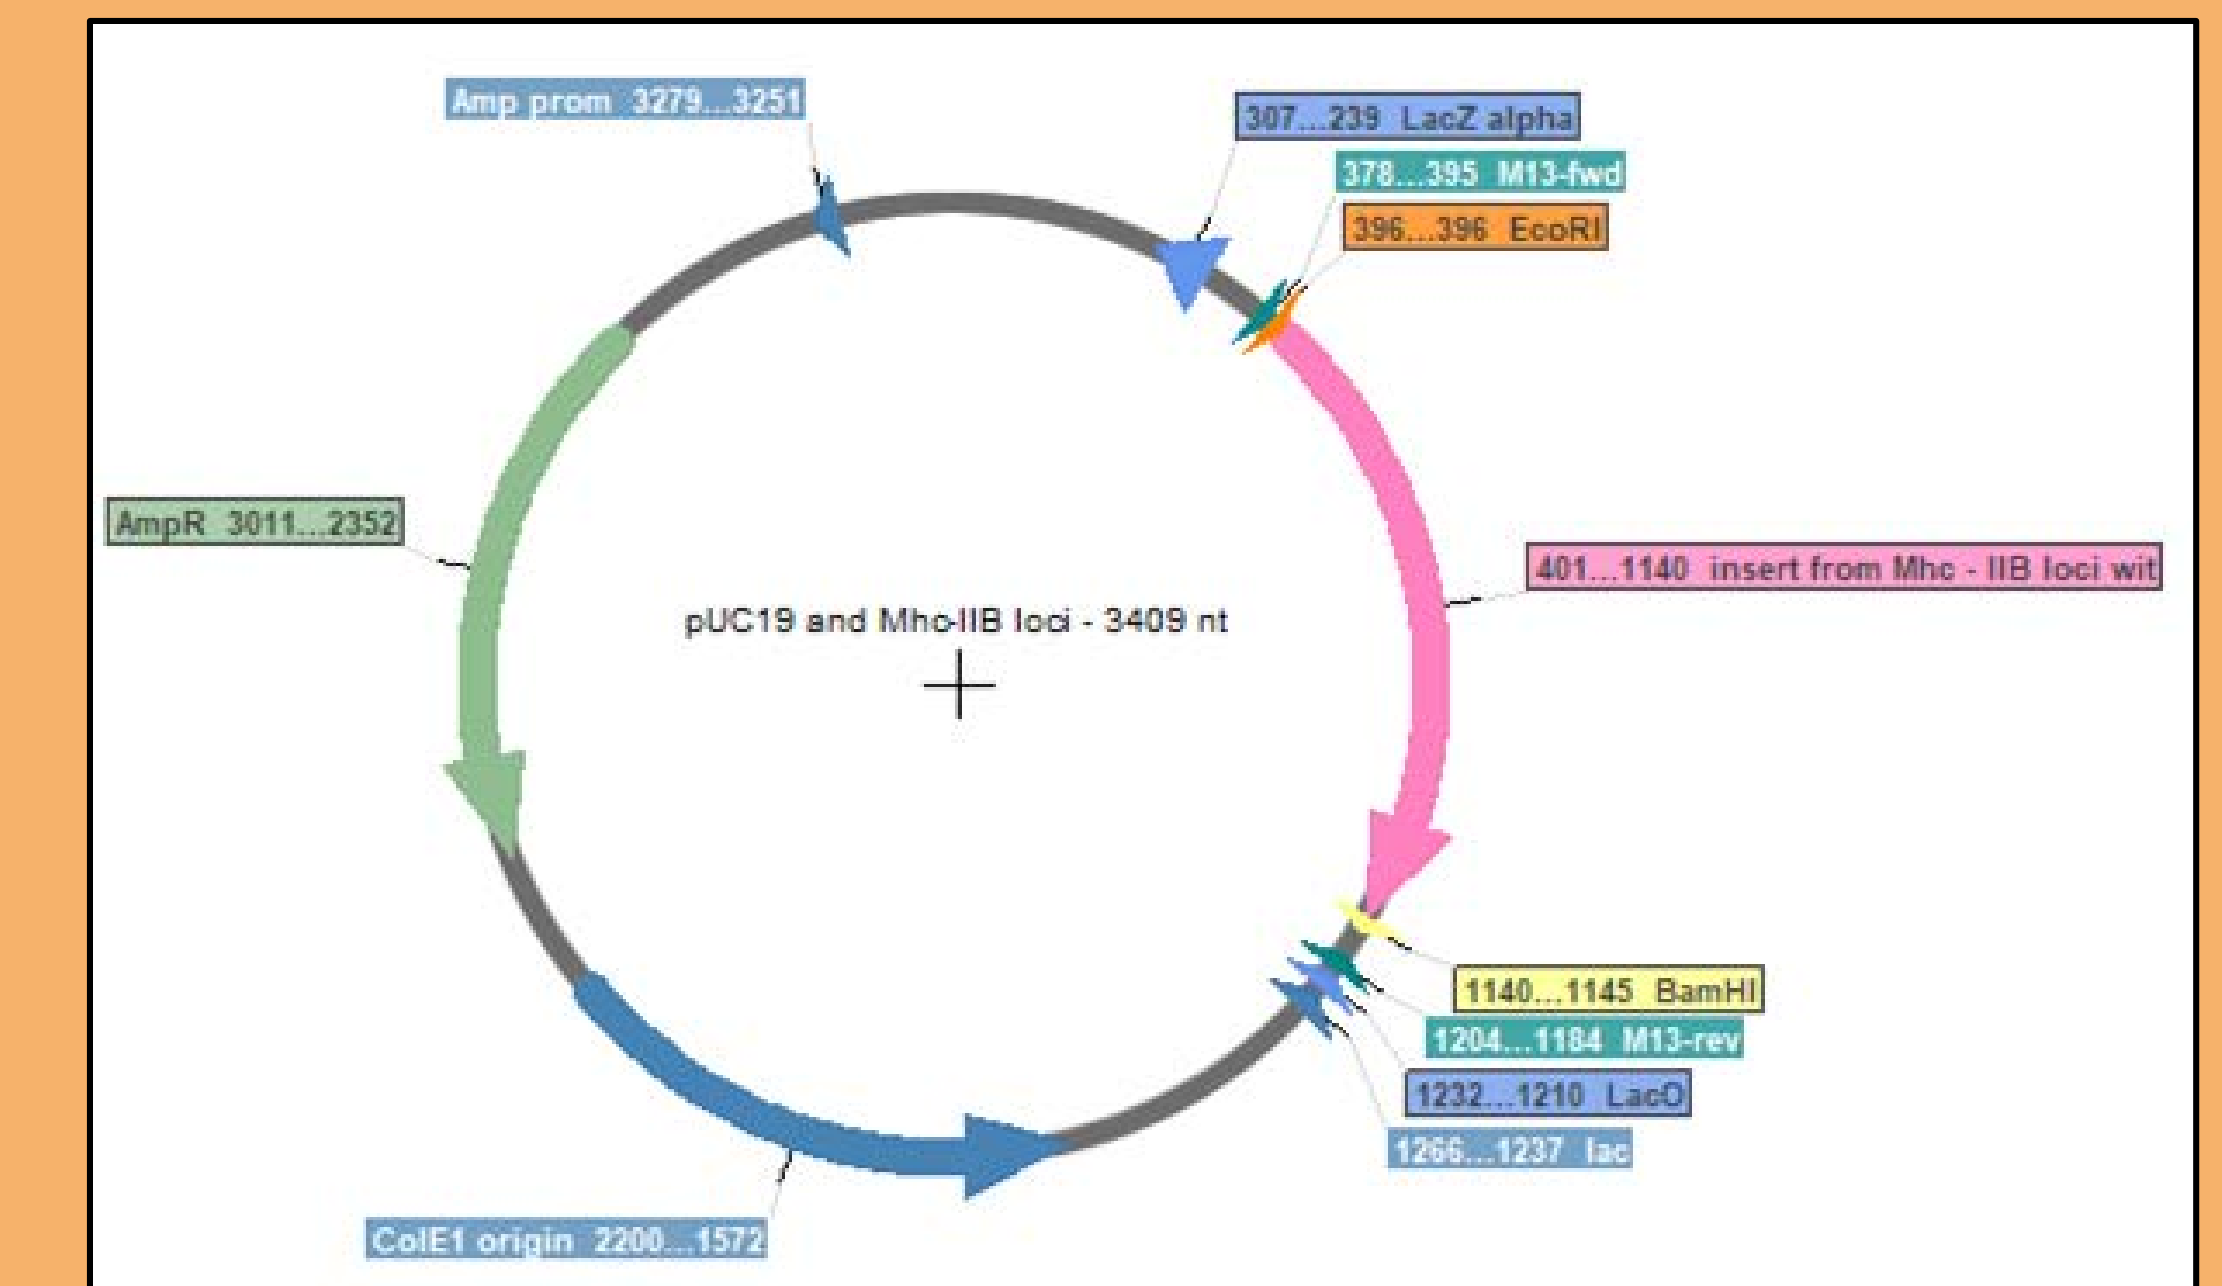 Amp prom 3279...3251
307...239 LacZ alpha
378...395 M13-fwd
396...396 EcoRI
AmpR 3011...2352
401...1140 insert from Mhc - IIB loci wit
pUC19 and Mhc-IIB loci - 3409 nt
1140...1145 BamHI
1204...1184 M13-rev
1232...1210 LacO
1266...1237 lac
ColE1 origin 2200...1572